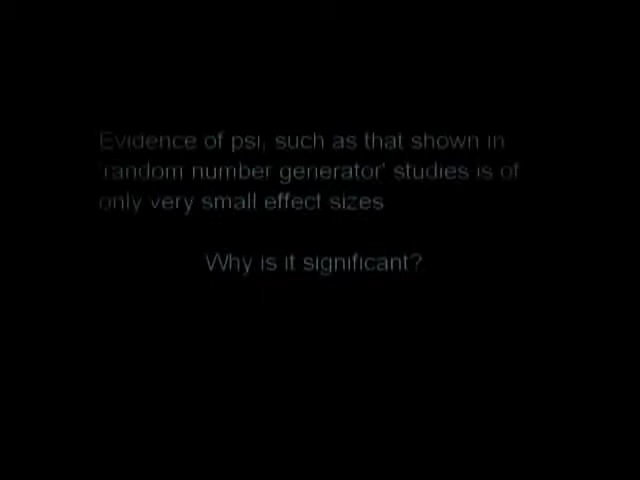 Evidence of psi, such as that shown in
'random number generator' studies is of
only very small effect sizes
Why is it significant?